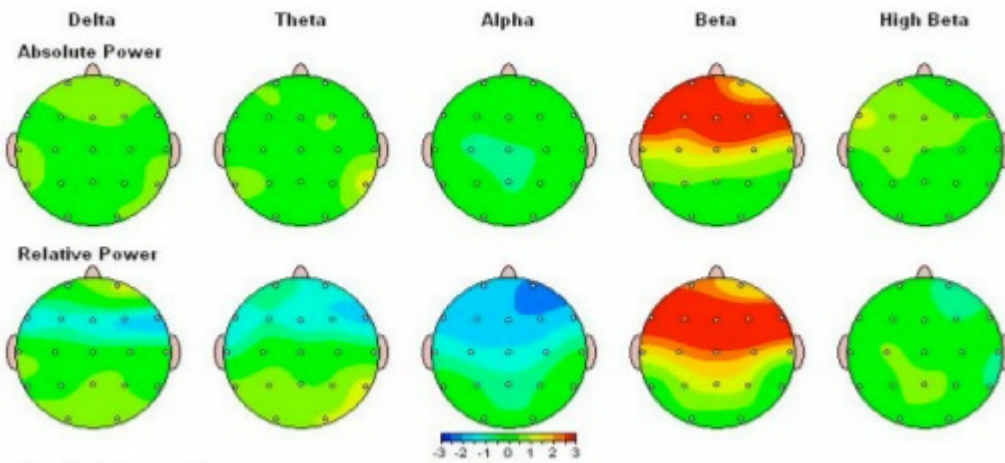 Delta Theta Alpha Beta High Beta
Absolute Power
Relative Power
-3 -2 -1 0 1 2 3